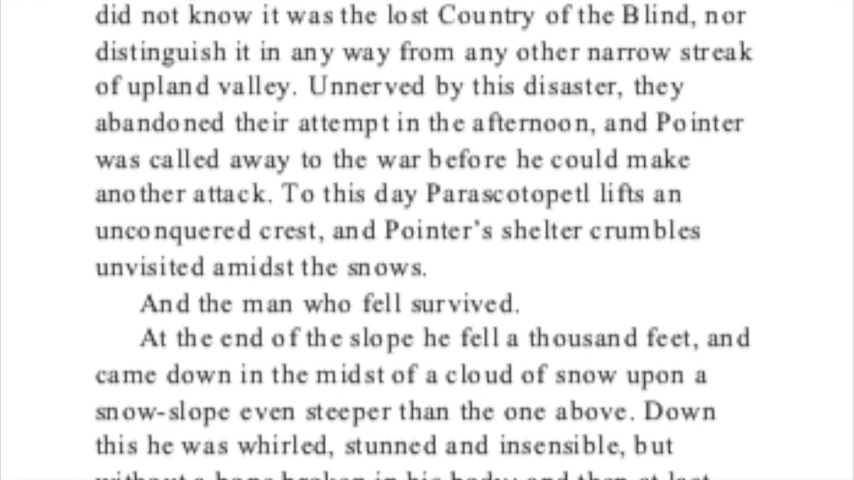 did not know it was the lost Country of the Blind, nor
distinguish it in any way from any other narrow streak
of upland valley. Unnerved by this disaster, they
abandoned their attempt in the afternoon, and Pointer
was called away to the war before he could make
another attack. To this day Parascotopetl lifts an
unconquered crest, and Pointer’s shelter crumbles
unvisited amidst the snows.
And the man who fell survived.
At the end of the slope he fell a thousand feet, and
came down in the midst of a cloud of snow upon a
snow-slope even steeper than the one above. Down
this he was whirled, stunned and insensible, but